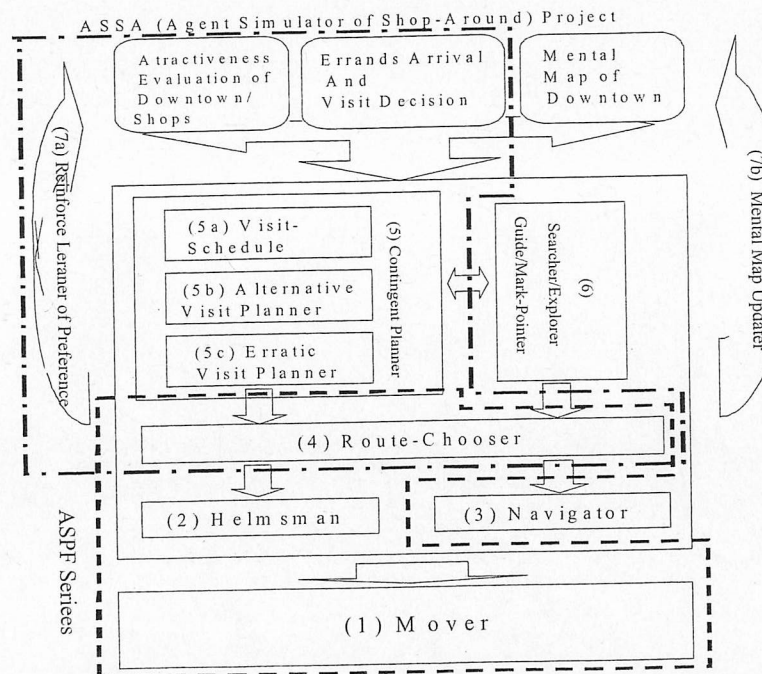 ASSA (Agent Simulator of Shop-Around) Project
Atractiveness
Evaluation of
Downtown/
Shops
Errands Arrival
And
Visit Decision
Mental
Map of
Downtown
(7a) Reinforce Leraner of Preference
(7b) Mental Map Updater
(5a) Visit-
Schedule
(5b) Alternative
Visit Planner
(5c) Erratic
Visit Planner
(5) Contingent Planner
(6)
Searcher/Explorer
Guide/Mark-Pointer
(4) Route-Chooser
(2) Helmsman
(3) Navigator
ASPF Seriees
(1) Mover